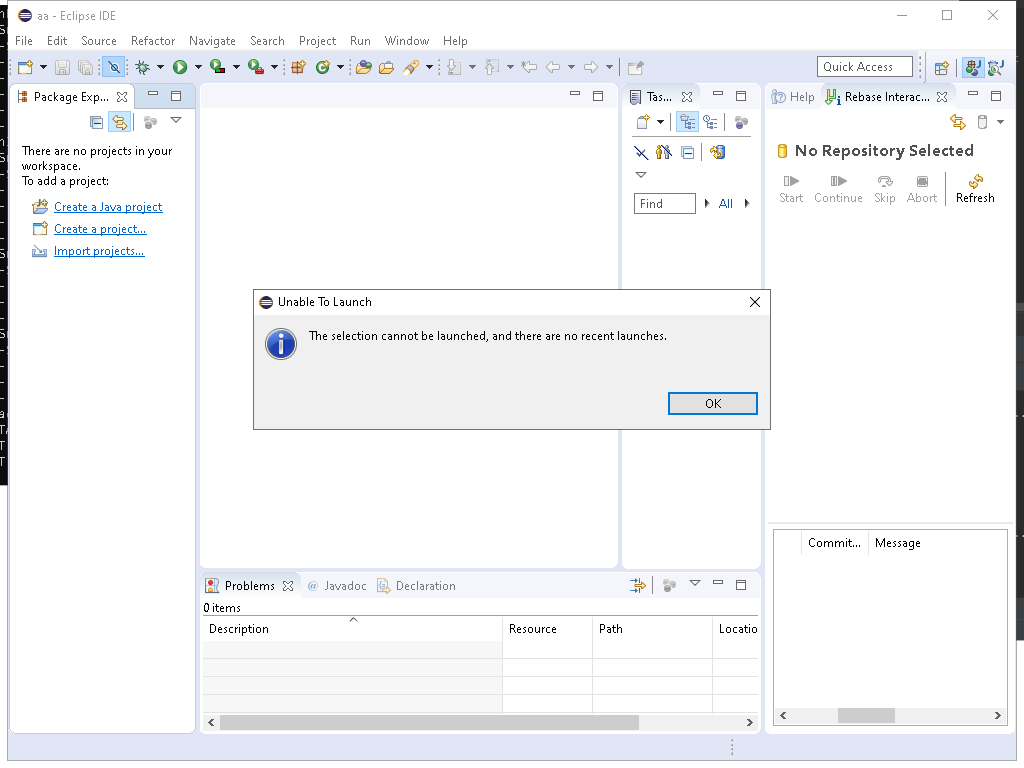 aa - Eclipse IDE
File Edit Source Refactor Navigate Search Project Run Window Help
Quick Access
Package Exp...
There are no projects in your
workspace.
To add a project:
Create a Java project
Create a project...
Import projects...
Tas...
Find
All
Help
Rebase Interac...
No Repository Selected
Start Continue Skip Abort Refresh
Unable To Launch
The selection cannot be launched, and there are no recent launches.
OK
Commit... Message
Problems @ Javadoc Declaration
0 items
Description Resource Path Locatio